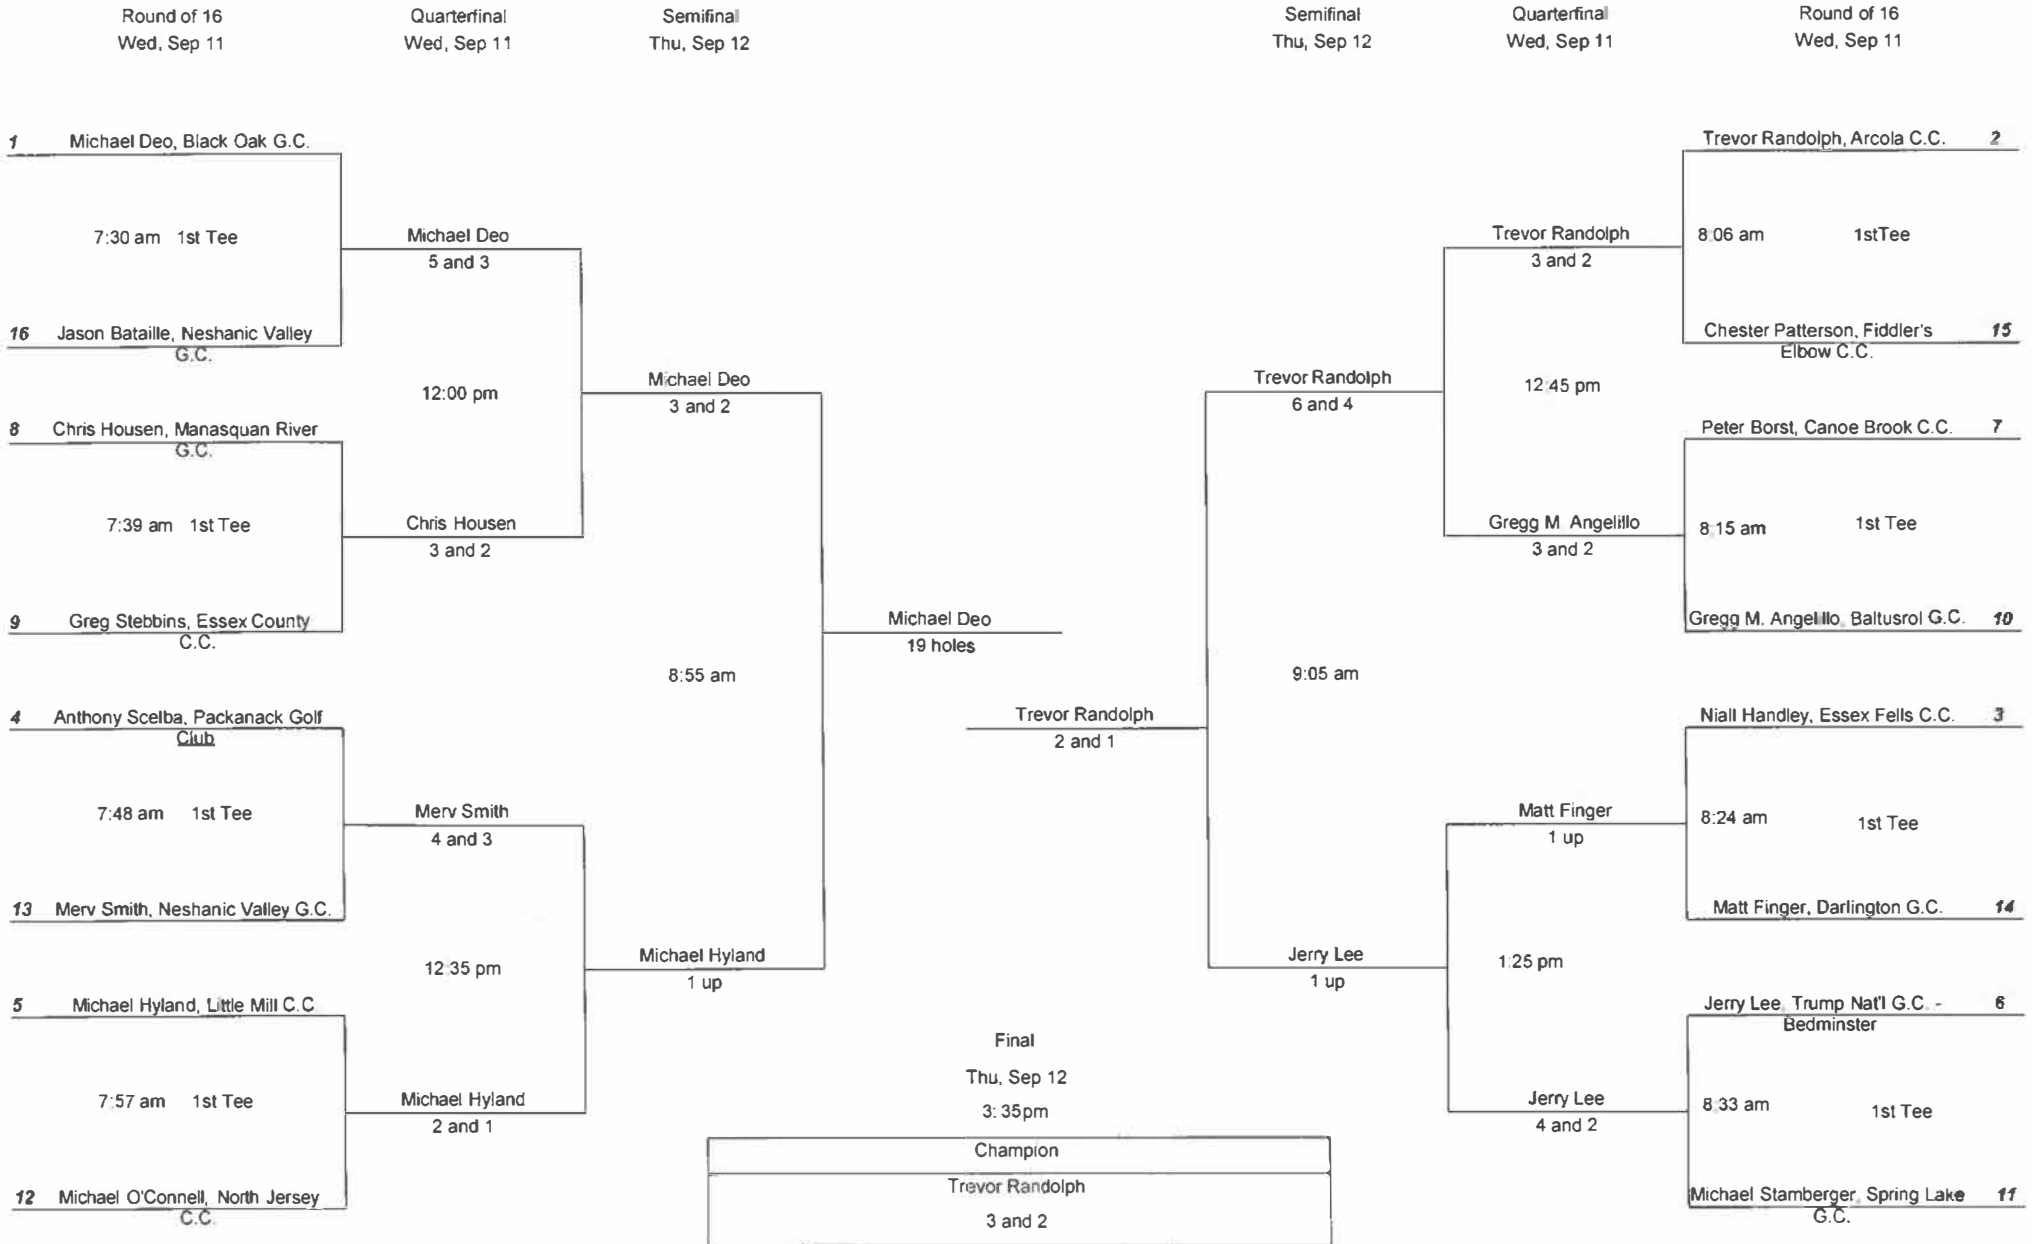 Round of 16
Wed, Sep 11
Quarterfinal
Wed, Sep 11
Semifinal
Thu, Sep 12
Semifinal
Thu, Sep 12
Quarterfinal
Wed, Sep 11
Round of 16
Wed, Sep 11
1 Michael Deo, Black Oak G.C.
7:30 am 1st Tee
16 Jason Bataille, Neshanic Valley
G.C.
8 Chris Housen, Manasquan River
G.C.
7:39 am 1st Tee
9 Greg Stebbins, Essex County
C.C.
4 Anthony Scelba, Packanack Golf
Club
7:48 am 1st Tee
13 Merv Smith, Neshanic Valley G.C.
5 Michael Hyland, Little Mill C.C
7:57 am 1st Tee
12 Michael O'Connell, North Jersey
C.C.
Michael Deo
5 and 3
12:00 pm
Chris Housen
3 and 2
Merv Smith
4 and 3
12:35 pm
Michael Hyland
2 and 1
Michael Deo
3 and 2
8:55 am
Michael Hyland
1 up
Michael Deo
19 holes
Trevor Randolph
2 and 1
Final
Thu, Sep 12
3:35pm
Champion
Trevor Randolph
3 and 2
Trevor Randolph
6 and 4
9:05 am
Jerry Lee
1 up
Trevor Randolph
3 and 2
12:45 pm
Gregg M. Angelillo
3 and 2
Matt Finger
1 up
1:25 pm
Jerry Lee
4 and 2
Trevor Randolph, Arcola C.C. 2
8:06 am 1stTee
Chester Patterson, Fiddler's 15
Elbow C.C.
Peter Borst, Canoe Brook C.C. 7
8:15 am 1st Tee
Gregg M. Angelillo, Baltusrol G.C. 10
Niall Handley, Essex Fells C.C. 3
8:24 am 1st Tee
Matt Finger, Darlington G.C. 14
Jerry Lee, Trump Nat'l G.C. - 6
Bedminster
8:33 am 1st Tee
Michael Stamberger, Spring Lake 11
G.C.